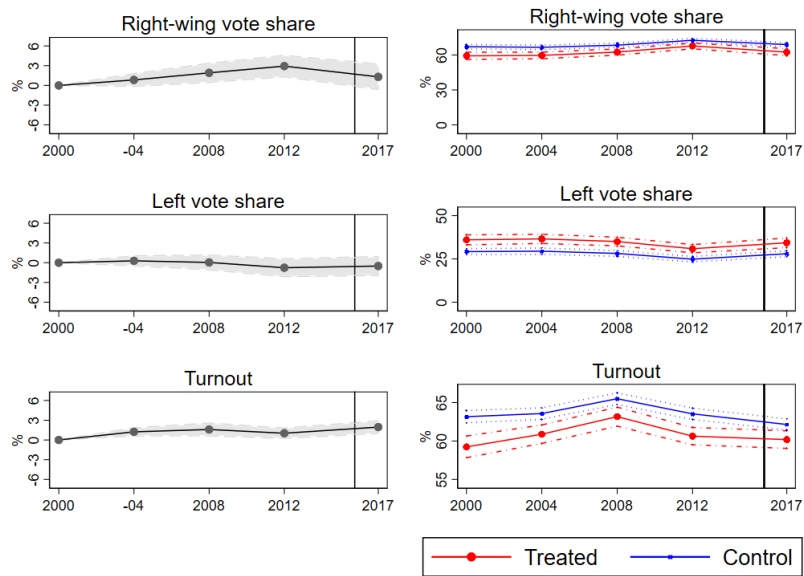 Right-wing vote share
6
3
0
-3
-6
%
2000 -04 2008 2012 2017
Right-wing vote share
60
30
0
%
2000 2004 2008 2012 2017
Left vote share
6
3
0
-3
-6
%
2000 -04 2008 2012 2017
Left vote share
50
25
0
%
2000 2004 2008 2012 2017
Turnout
6
3
0
-3
-6
%
2000 -04 2008 2012 2017
Turnout
65
60
55
%
2000 2004 2008 2012 2017
Treated Control